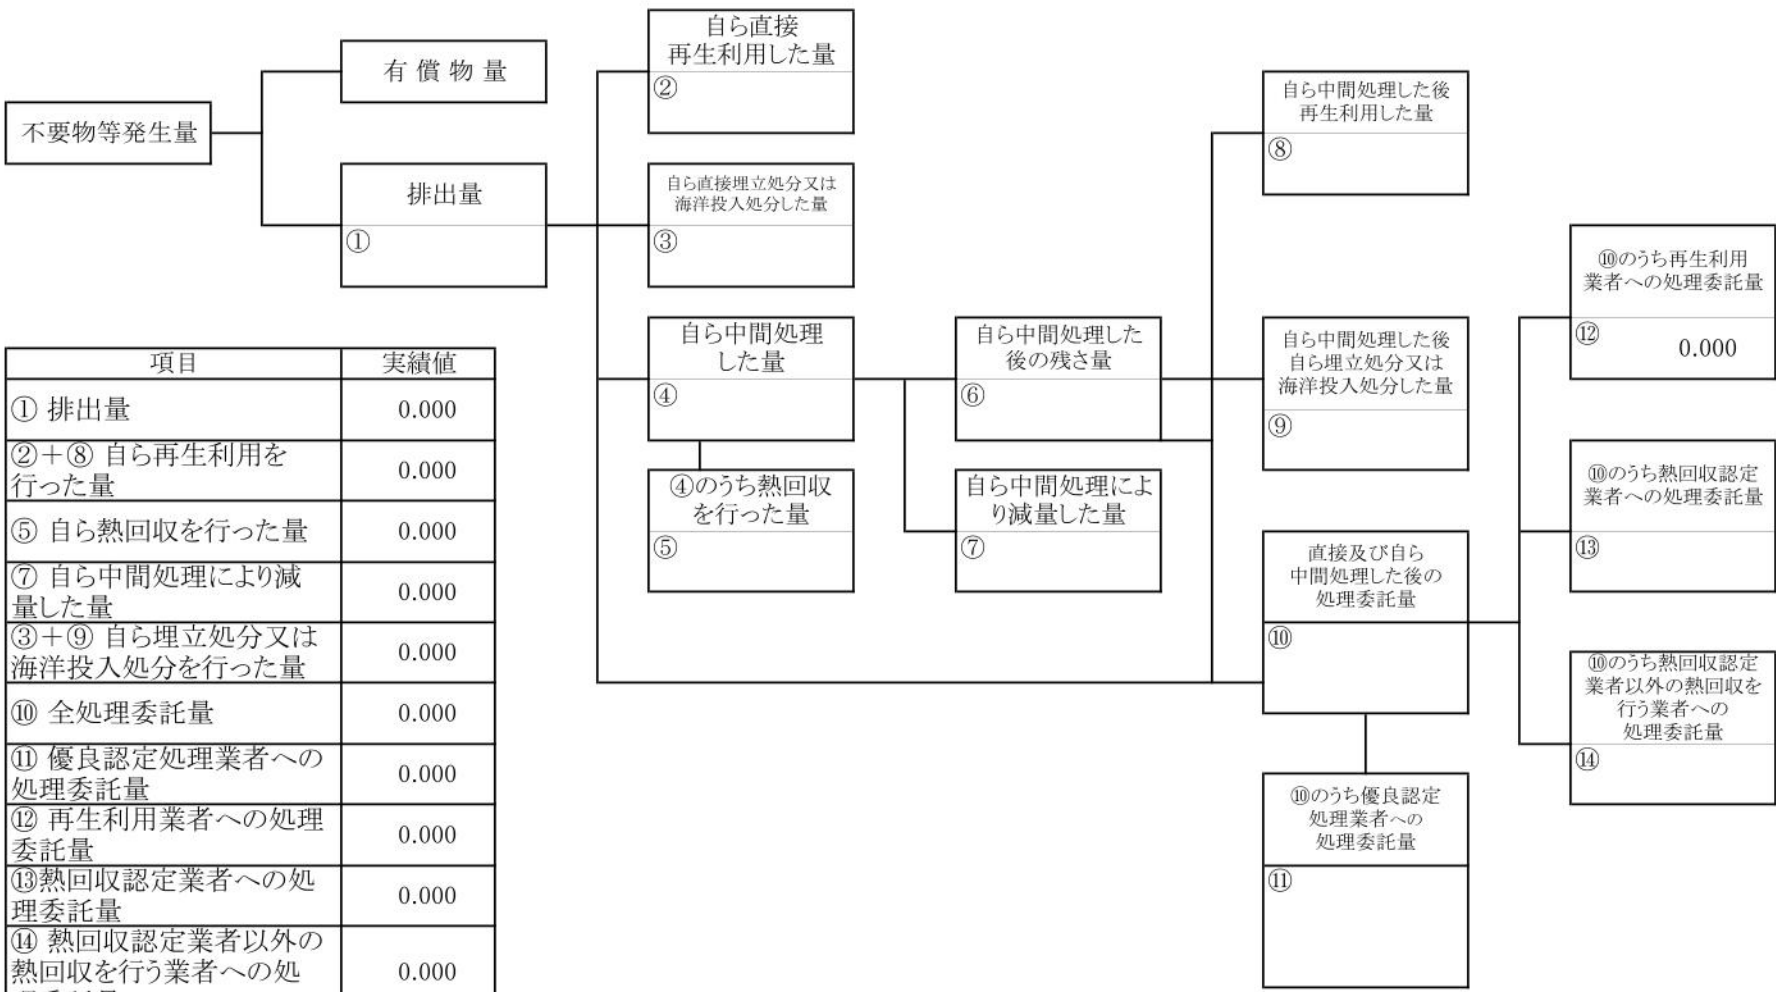 不要物等発生量
有 償 物 量
排出量
①
自ら直接
再生利用した量
②
自ら直接埋立処分又は
海洋投入処分した量
③
自ら中間処理
した量
④
④のうち熱回収
を行った量
⑤
自ら中間処理した
後の残さ量
⑥
自ら中間処理によ
り減量した量
⑦
自ら中間処理した後
再生利用した量
⑧
自ら中間処理した後
自ら埋立処分又は
海洋投入処分した量
⑨
直接及び自ら
中間処理した後の
処理委託量
⑩
⑩のうち優良認定
処理業者への
処理委託量
⑪
⑩のうち再生利用
業者への処理委託量
⑫
0.000
⑩のうち熱回収認定
業者への処理委託量
⑬
⑩のうち熱回収認定
業者以外の熱回収を
行う業者への
処理委託量
⑭
項目 実績値
① 排出量 0.000
②＋⑧ 自ら再生利用を
行った量 0.000
⑤ 自ら熱回収を行った量 0.000
⑦ 自ら中間処理により減
量した量 0.000
③＋⑨ 自ら埋立処分又は
海洋投入処分を行った量 0.000
⑩ 全処理委託量 0.000
⑪ 優良認定処理業者への
処理委託量 0.000
⑫ 再生利用業者への処理
委託量 0.000
⑬熱回収認定業者への処
理委託量 0.000
⑭ 熱回収認定業者以外の
熱回収を行う業者への処 0.000